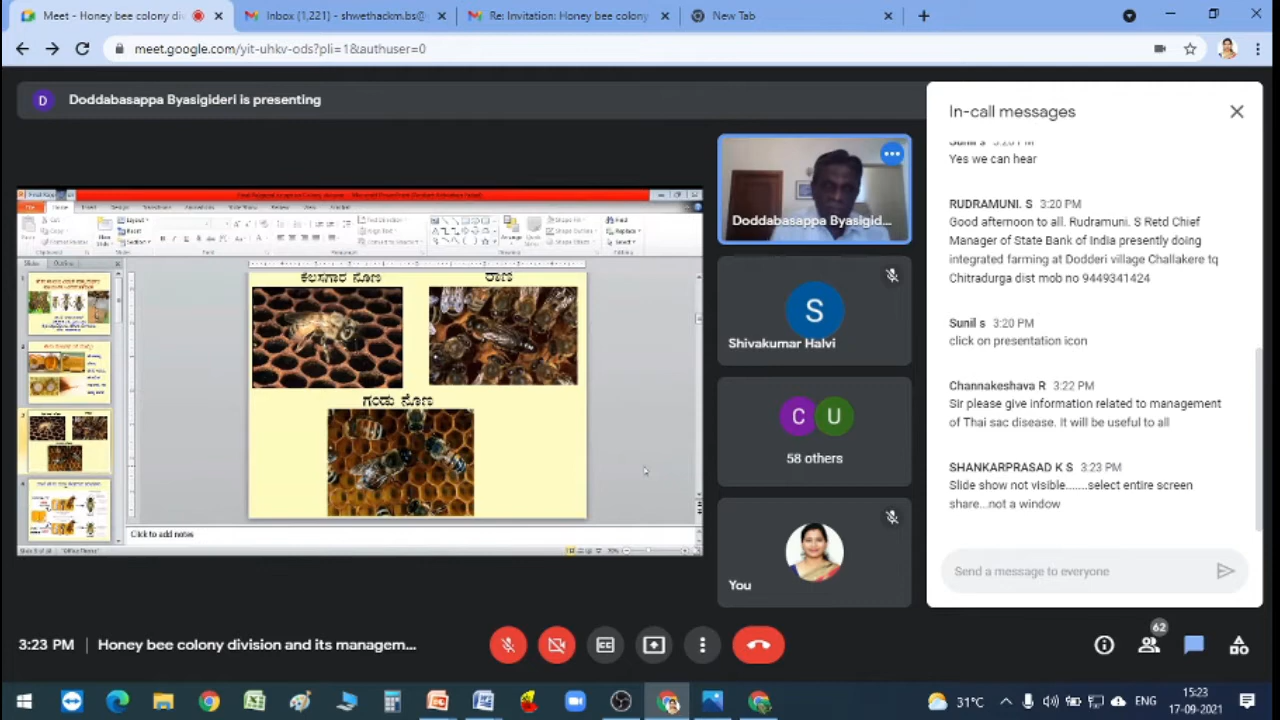 Meet - Honey bee colony di
Inbox (1,221) - shwethackm.bs@
Re: Invitation: Honey bee colony
New Tab
meet.google.com/yit-uhkv-ods?pli=1&authuser=0
D
Doddabasappa Byasigideri is presenting
In-call messages
Sunil s 3:20 PM
Yes we can hear
RUDRAMUNI. S 3:20 PM
Good afternoon to all. Rudramuni. S Retd Chief
Manager of State Bank of India presently doing
integrated farming at Dodderi village Challakere tq
Chitradurga dist mob no 9449341424
Sunil s 3:20 PM
click on presentation icon
Channakeshava R 3:22 PM
Sir please give information related to management
of Thai sac disease. It will be useful to all
SHANKARPRASAD K S 3:23 PM
Slide show not visible.......select entire screen
share...not a window
Send a message to everyone
Doddabasappa Byasigid...
S
Shivakumar Halvi
C U
58 others
You
ಕೆಲಸಗಾರ ನೊಣ
ರಾಣಿ
ಗಂಡು ನೊಣ
Click to add notes
3:23 PM | Honey bee colony division and its managem...
62
31°C
ENG
15:23
17-09-2021